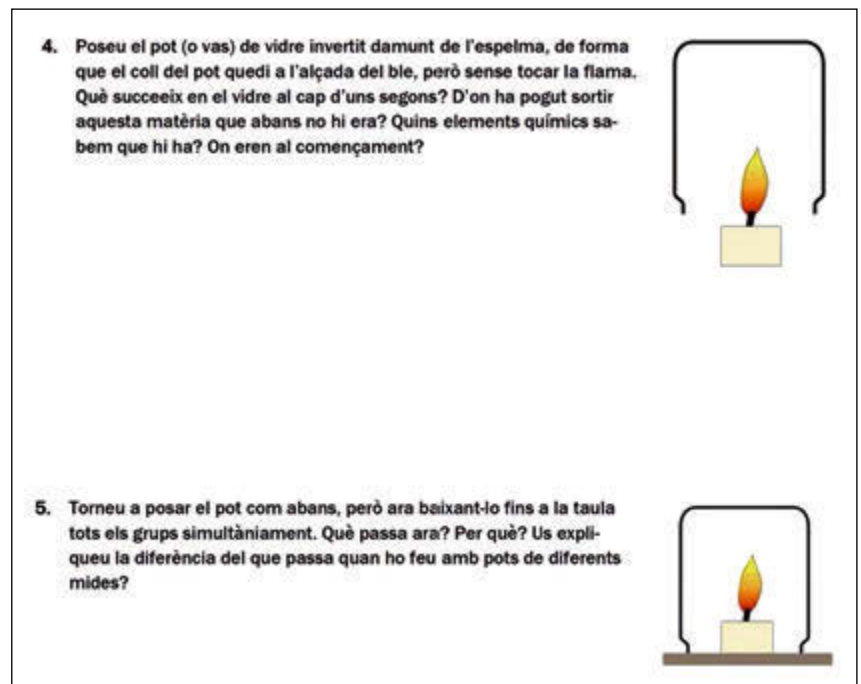 4. Poseu el pot (o vas) de vidre invertit damunt de l'espelma, de forma
que el coll del pot quedi a l'alçada del ble, però sense tocar la flama.
Què succeeix en el vidre al cap d'uns segons? D'on ha pogut sortir
aquesta matèria que abans no hi era? Quins elements químics sa-
bem que hi ha? On eren al començament?
5. Torneu a posar el pot com abans, però ara baixant-lo fins a la taula
tots els grups simultàniament. Què passa ara? Per què? Us expli-
queu la diferència del que passa quan ho feu amb pots de diferents
mides?